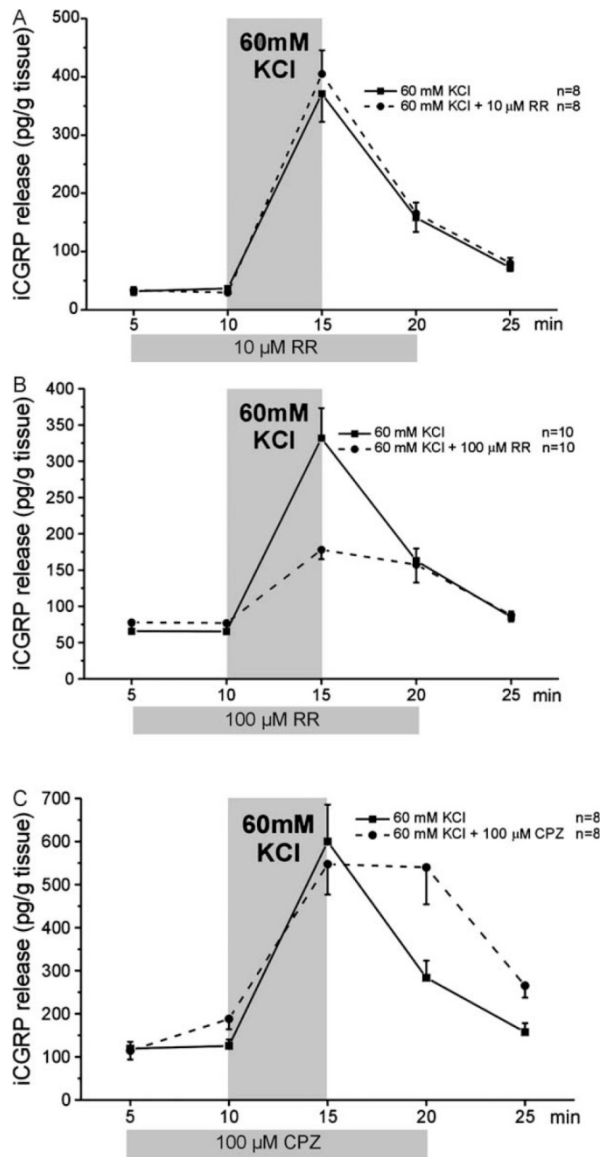 A
iCGRP release (pg/g tissue)
500
400
300
200
100
0
60mM
KCl
60 mM KCl n=8
60 mM KCl + 10 µM RR n=8
5 10 15 20 25 min
10 µM RR
B
iCGRP release (pg/g tissue)
400
350
300
250
200
150
100
50
0
60mM
KCl
60 mM KCl n=10
60 mM KCl + 100 µM RR n=10
5 10 15 20 25 min
100 µM RR
C
iCGRP release (pg/g tissue)
700
600
500
400
300
200
100
0
60mM
KCl
60 mM KCl n=8
60 mM KCl + 100 µM CPZ n=8
5 10 15 20 25 min
100 µM CPZ